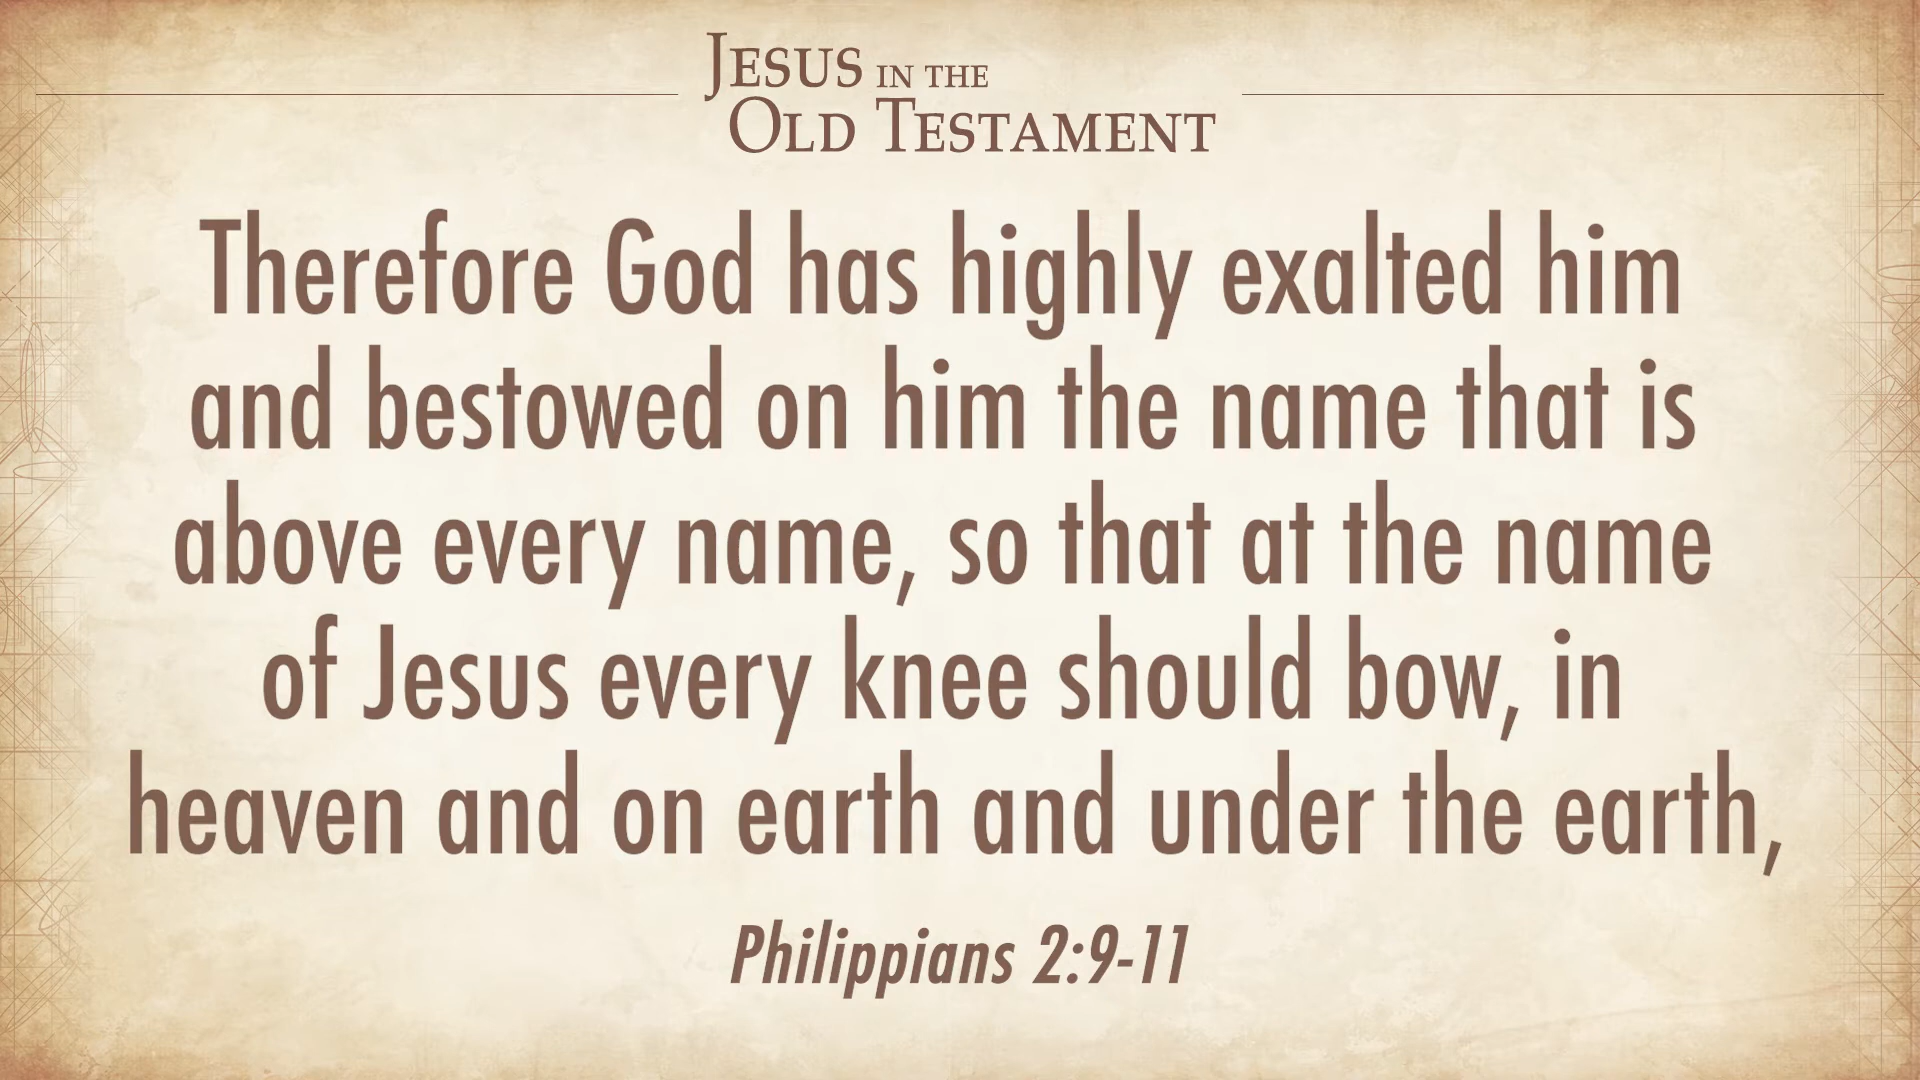 Jesus in the
Old Testament
Therefore God has highly exalted him
and bestowed on him the name that is
above every name, so that at the name
of Jesus every knee should bow, in
heaven and on earth and under the earth,
Philippians 2:9-11